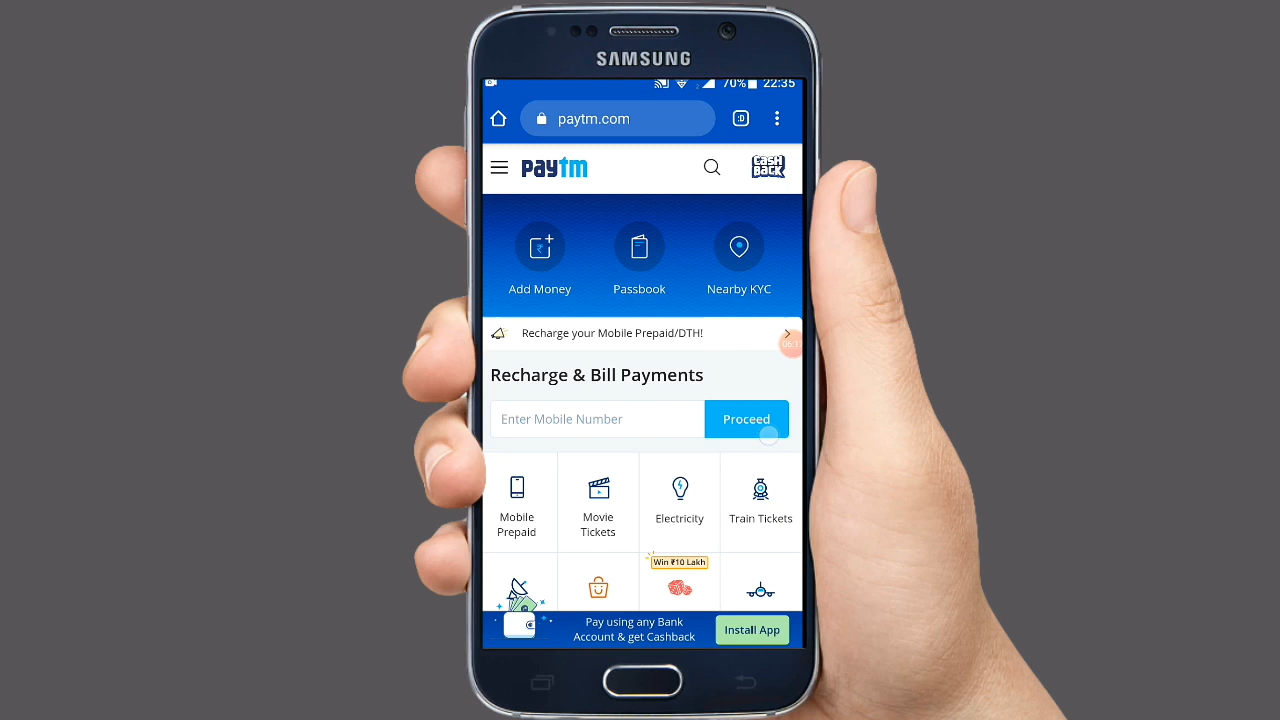 SAMSUNG
2 70% 22:35
paytm.com :D
paytm CASH BACK
Add Money Passbook Nearby KYC
Recharge your Mobile Prepaid/DTH!
Recharge & Bill Payments
Enter Mobile Number Proceed
Mobile Prepaid
Movie Tickets
Electricity
Train Tickets
Win ₹10 Lakh
Pay using any Bank
Account & get Cashback
Install App